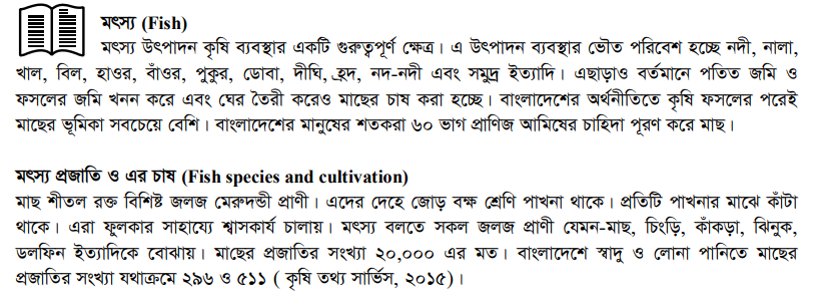 মৎস্য (Fish)
মৎস্য উৎপাদন কৃষি ব্যবস্থার একটি গুরুত্বপূর্ণ ক্ষেত্র। এ উৎপাদন ব্যবস্থার ভৌত পরিবেশ হচ্ছে নদী, নালা,
খাল, বিল, হাওর, বাঁওর, পুকুর, ডোবা, দীঘি, হ্রদ, নদ-নদী এবং সমুদ্র ইত্যাদি। এছাড়াও বর্তমানে পতিত জমি ও
ফসলের জমি খনন করে এবং ঘের তৈরী করেও মাছের চাষ করা হচ্ছে। বাংলাদেশের অর্থনীতিতে কৃষি ফসলের পরেই
মাছের ভূমিকা সবচেয়ে বেশি। বাংলাদেশের মানুষের শতকরা ৬০ ভাগ প্রাণিজ আমিষের চাহিদা পূরণ করে মাছ।
মৎস্য প্রজাতি ও এর চাষ (Fish species and cultivation)
মাছ শীতল রক্ত বিশিষ্ট জলজ মেরুদন্ডী প্রাণী। এদের দেহে জোড় বক্ষ শ্রেণি পাখনা থাকে। প্রতিটি পাখনার মাঝে কাঁটা
থাকে। এরা ফূলকার সাহায্যে শ্বাসকার্য চালায়। মৎস্য বলতে সকল জলজ প্রাণী যেমন-মাছ, চিংড়ি, কাঁকড়া, ঝিনুক,
ডলফিন ইত্যাদিকে বোঝায়। মাছের প্রজাতির সংখ্যা ২০,০০০ এর মত। বাংলাদেশে স্বাদু ও লোনা পানিতে মাছের
প্রজাতির সংখ্যা যথাক্রমে ২৯৬ ও ৫১১ ( কৃষি তথ্য সার্ভিস, ২০১৫)।